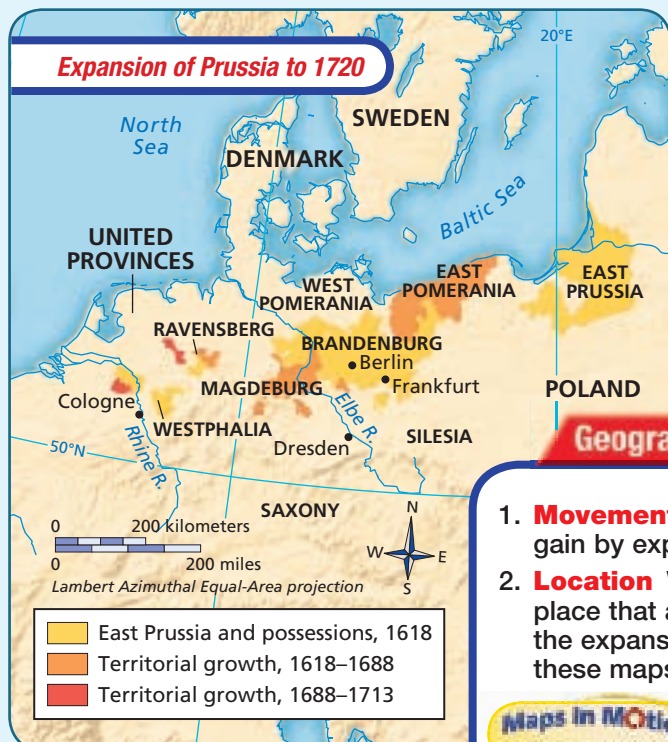 Expansion of Prussia to 1720
20°E
North
Sea
SWEDEN
DENMARK
Baltic Sea
UNITED
PROVINCES
WEST
POMERANIA
EAST
POMERANIA
EAST
PRUSSIA
RAVENSBERG
BRANDENBURG
Berlin
MAGDEBURG
Frankfurt
POLAND
Cologne
WESTPHALIA
Elbe R.
Rhine R.
Dresden
SILESIA
50°N
SAXONY
0 200 kilometers
0 200 miles
Lambert Azimuthal Equal-Area projection
N
W E
S
East Prussia and possessions, 1618
Territorial growth, 1618–1688
Territorial growth, 1688–1713
1. Movement
gain by exp
2. Location
place that a
the expans
these maps
Maps In